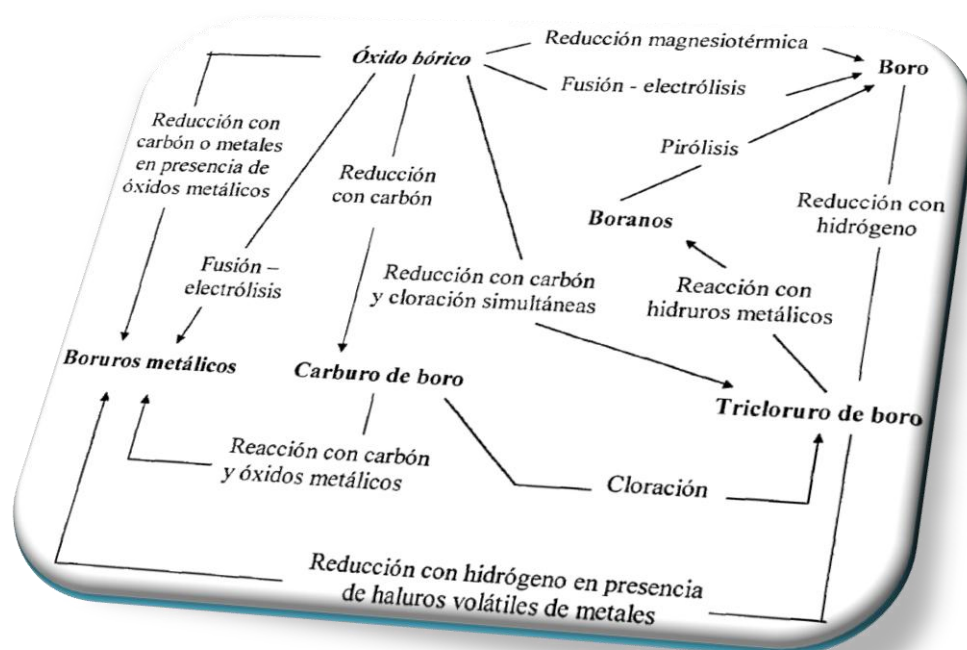 Reducción magnesiotérmica
Óxido bórico
Boro
Fusión - electrólisis
Reducción con
carbón o metales
en presencia de
óxidos metálicos
Pirólisis
Reducción
con carbón
Reducción con
hidrógeno
Boranos
Fusión –
electrólisis
Reducción con carbón
y cloración simultáneas
Reacción con
hidruros metálicos
Boruros metálicos
Carburo de boro
Tricloruro de boro
Reacción con carbón
y óxidos metálicos
Cloración
Reducción con hidrógeno en presencia
de haluros volátiles de metales